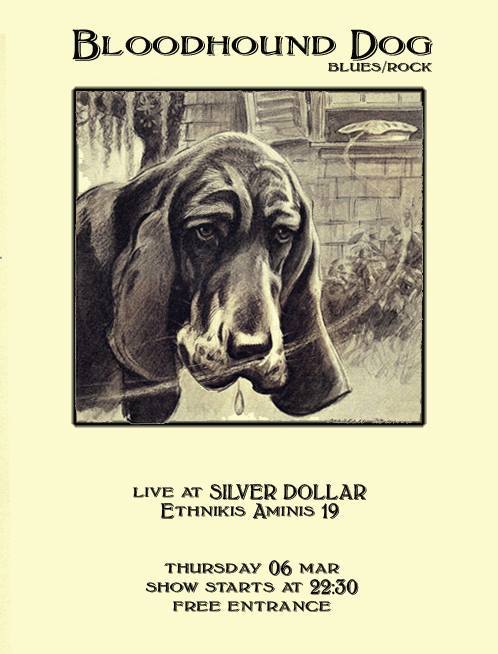 Bloodhound Dog
BLUES/ROCK
LIVE AT SILVER DOLLAR
Ethnikis Aminis 19
THURSDAY 06 MAR
SHOW STARTS AT 22:30
FREE ENTRANCE